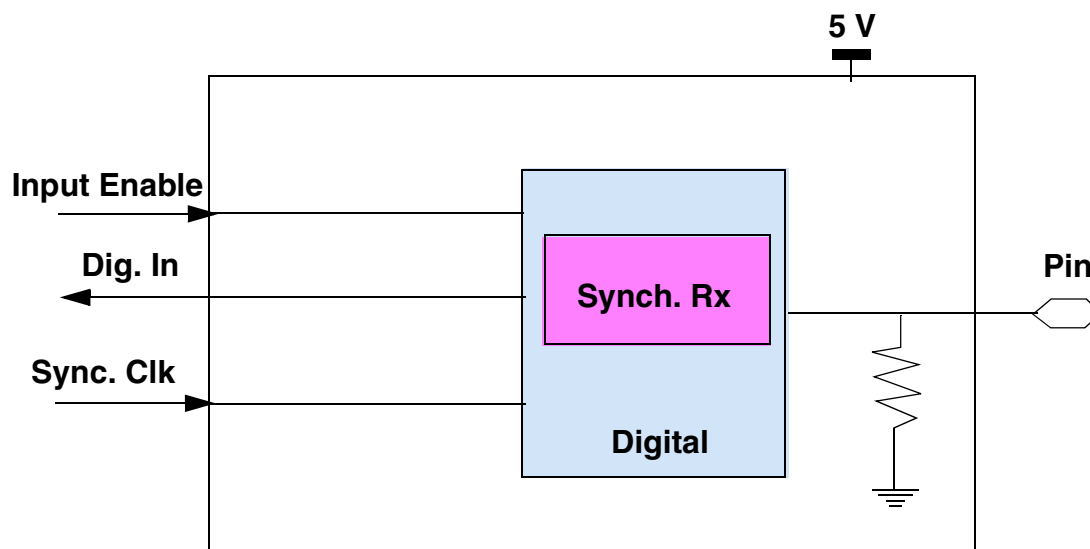 5 V
Input Enable
Dig. In
Pin
Synch. Rx
Sync. Clk
Digital